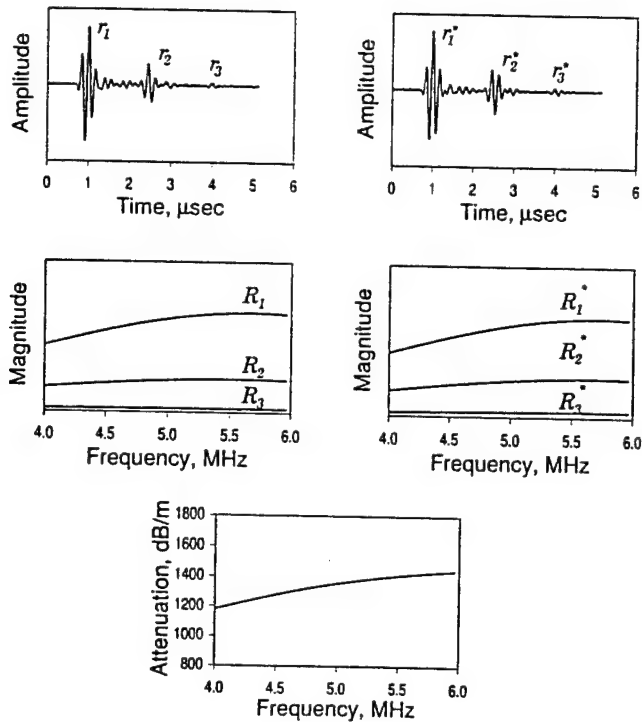 Amplitude
r₁
r₂
r₃
0 1 2 3 4 5 6
Time, μsec
Amplitude
r₁*
r₂*
r₃*
0 1 2 3 4 5 6
Time, μsec
Magnitude
R₁
R₂
R₃
4.0 4.5 5.0 5.5 6.0
Frequency, MHz
Magnitude
R₁*
R₂*
R₃*
4.0 4.5 5.0 5.5 6.0
Frequency, MHz
Attenuation, dB/m
1800
1600
1400
1200
1000
800
4.0 4.5 5.0 5.5 6.0
Frequency, MHz